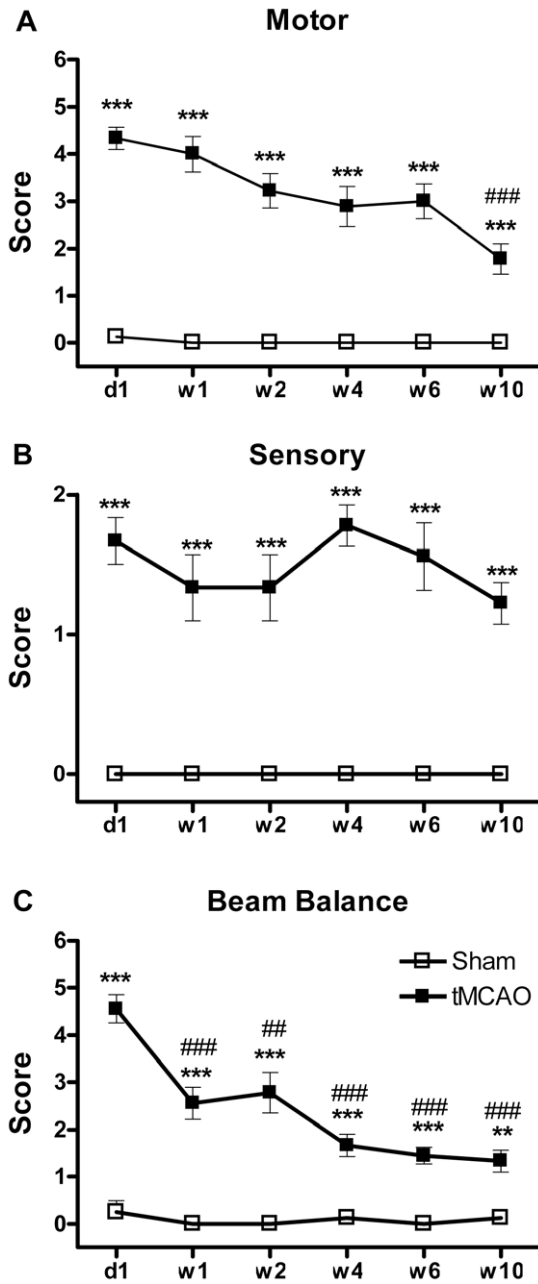 A Motor
Score
6
5
4
3
2
1
0
*** *** *** *** *** ### ***
d1 w1 w2 w4 w6 w10
B Sensory
Score
2
1
0
*** *** *** *** *** ***
d1 w1 w2 w4 w6 w10
C Beam Balance
Score
6
5
4
3
2
1
0
Sham
tMCAO
*** ### *** ## *** ### *** ### *** ### **
d1 w1 w2 w4 w6 w10